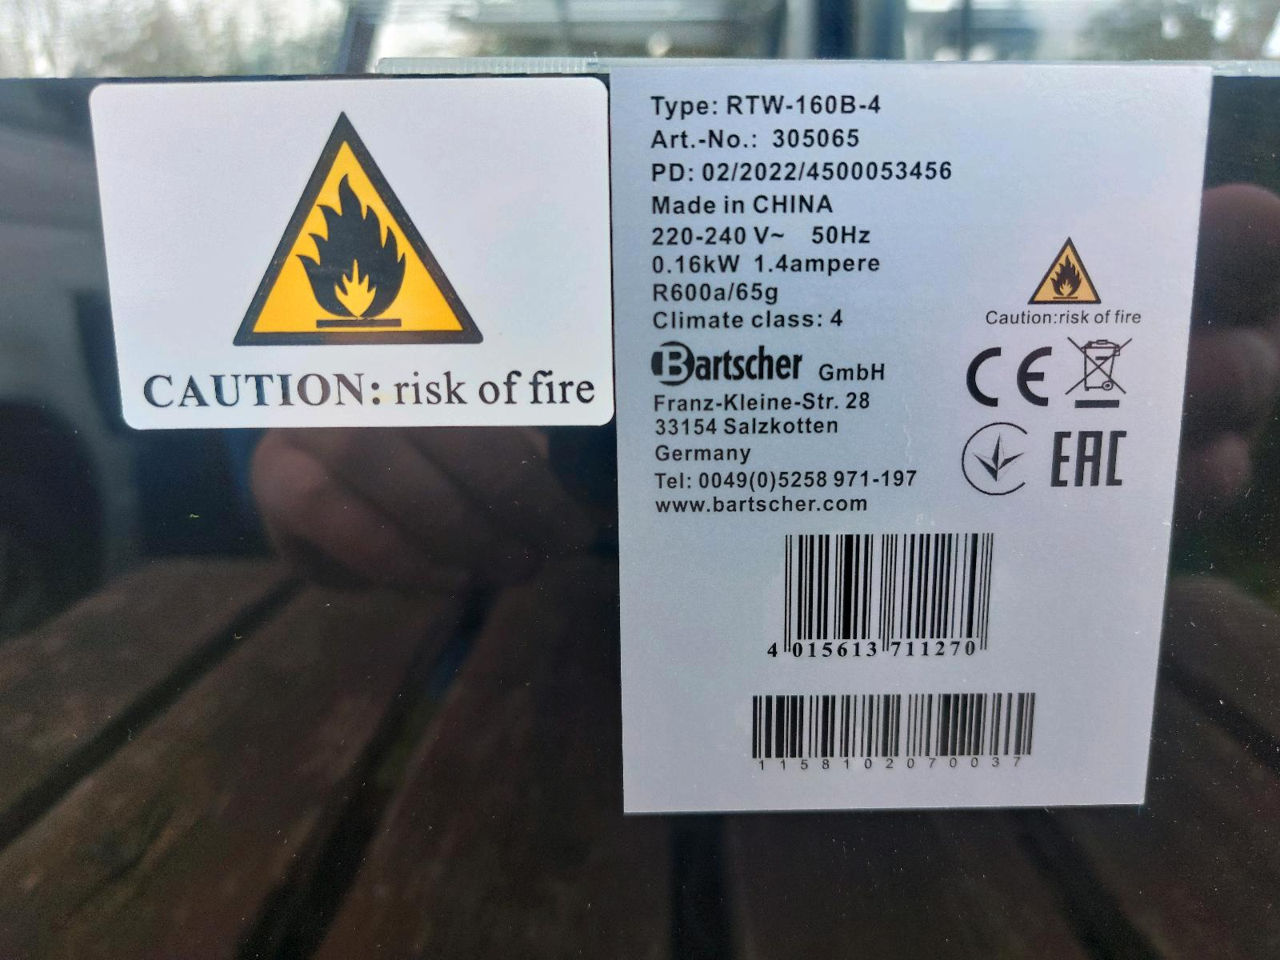 CAUTION: risk of fire
Type: RTW-160B-4
Art.-No.: 305065
PD: 02/2022/4500053456
Made in CHINA
220-240 V~ 50Hz
0.16kW 1.4ampere
R600a/65g
Climate class: 4
Bartscher GmbH
Franz-Kleine-Str. 28
33154 Salzkotten
Germany
Tel: 0049(0)5258 971-197
www.bartscher.com
Caution:risk of fire
CE
EAC
4 015613 711270
1158102070037